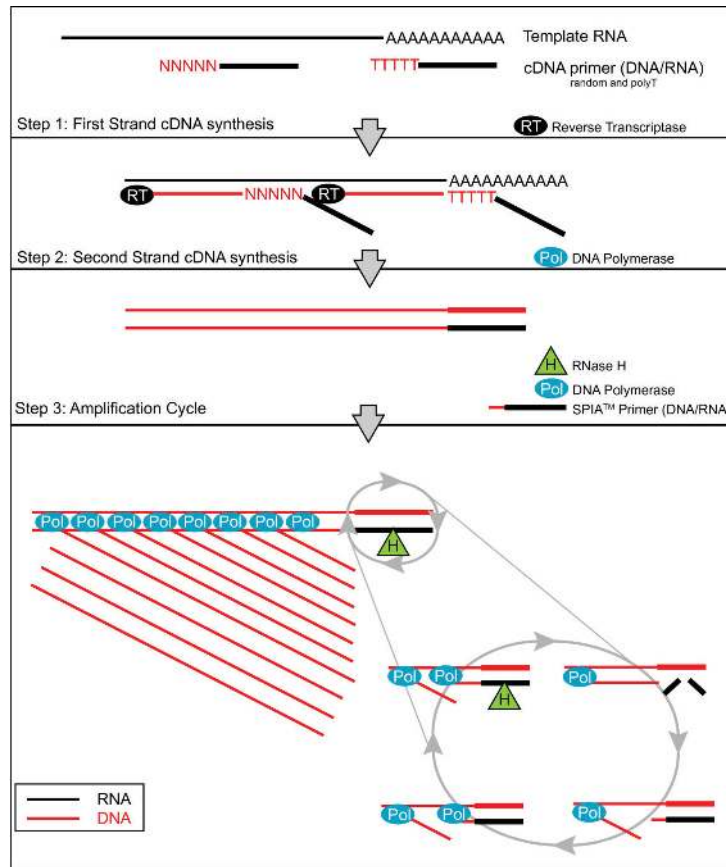 AAAAAAAAAAA
Template RNA
NNNNN
TTTTT
cDNA primer (DNA/RNA)
random and polyT
Step 1: First Strand cDNA synthesis
RT Reverse Transcriptase
AAAAAAAAAAA
RT
NNNNN
RT
TTTTT
Step 2: Second Strand cDNA synthesis
Pol DNA Polymerase
H RNase H
Pol DNA Polymerase
Step 3: Amplification Cycle
SPIA™ Primer (DNA/RNA
Pol Pol Pol Pol Pol Pol Pol Pol
H
Pol Pol
Pol
H
Pol Pol
Pol
RNA
DNA